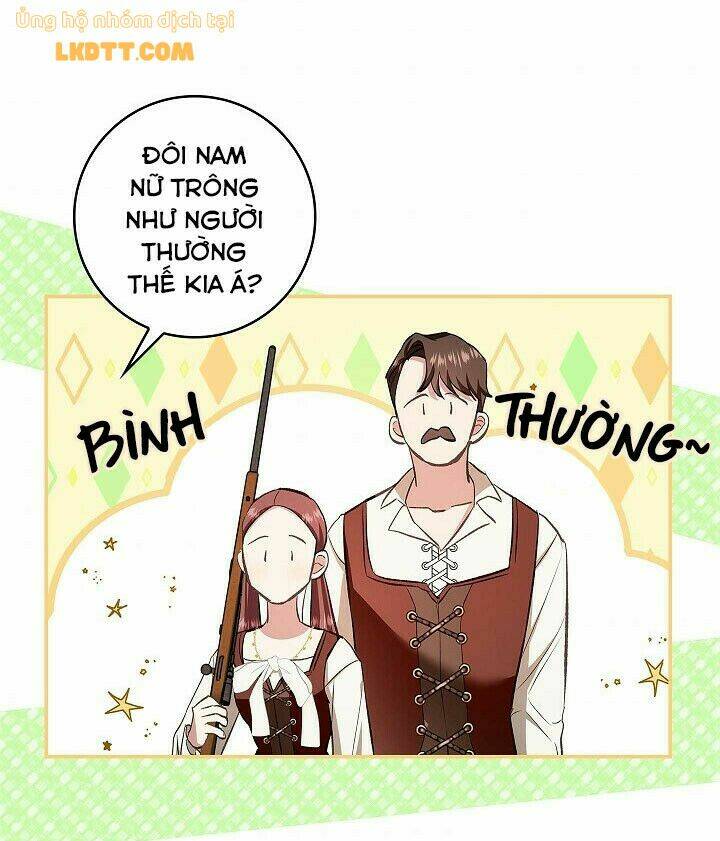 Ủng hộ nhóm dịch tại
LKDTT.COM
ĐÔI NAM
NỮ TRÔNG
NHƯ NGƯỜI
THƯỜNG
THẾ KIA Á?
BÌNH THƯỜNG~